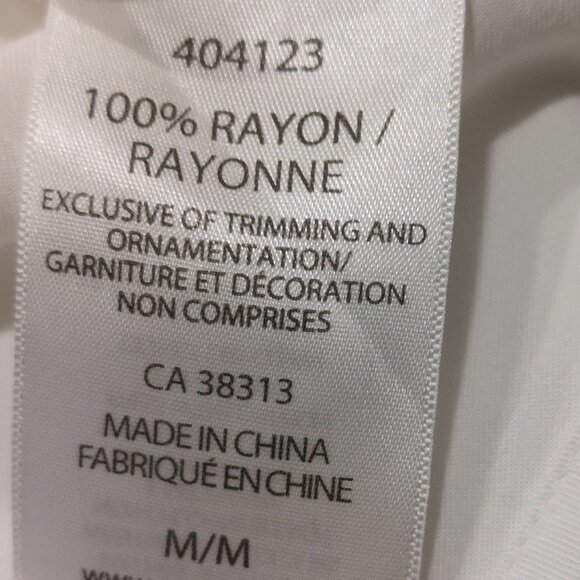 404123
100% RAYON /
RAYONNE
EXCLUSIVE OF TRIMMING AND
ORNAMENTATION/
GARNITURE ET DÉCORATION
NON COMPRISES
CA 38313
MADE IN CHINA
FABRIQUÉ EN CHINE
M/M